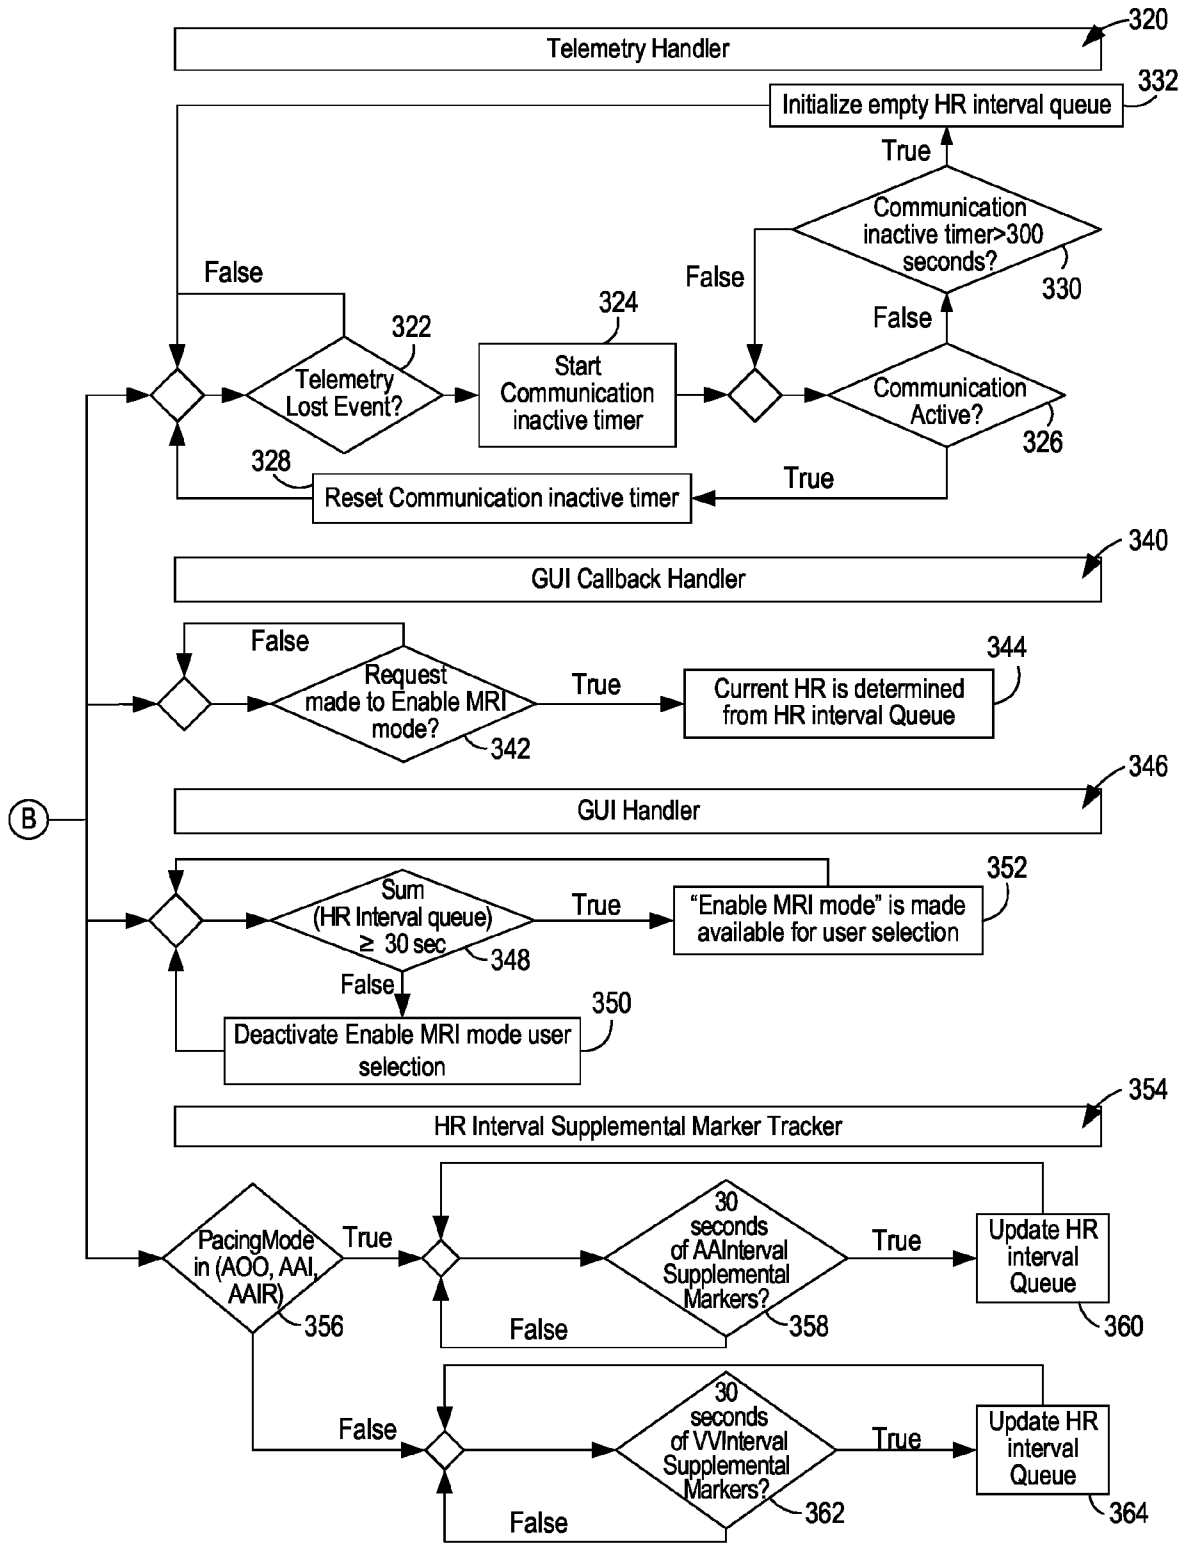 320
Telemetry Handler
332
Initialize empty HR interval queue
True
Communication
inactive timer>300
seconds?
330
False
False
False
322
324
Telemetry
Lost Event?
Start
Communication
inactive timer
Communication
Active?
326
328
Reset Communication inactive timer
True
340
GUI Callback Handler
False
Request
made to Enable MRI
mode?
342
True
344
Current HR is determined
from HR interval Queue
346
GUI Handler
B
Sum
(HR Interval queue)
≥ 30 sec
348
True
352
“Enable MRI mode” is made
available for user selection
False
350
Deactivate Enable MRI mode user
selection
354
HR Interval Supplemental Marker Tracker
PacingMode
in (AOO, AAI,
AAIR)
356
True
30
seconds
of AAInterval
Supplemental
Markers?
358
True
Update HR
interval
Queue
360
False
False
30
seconds
of VVInterval
Supplemental
Markers?
362
True
Update HR
interval
Queue
364
False